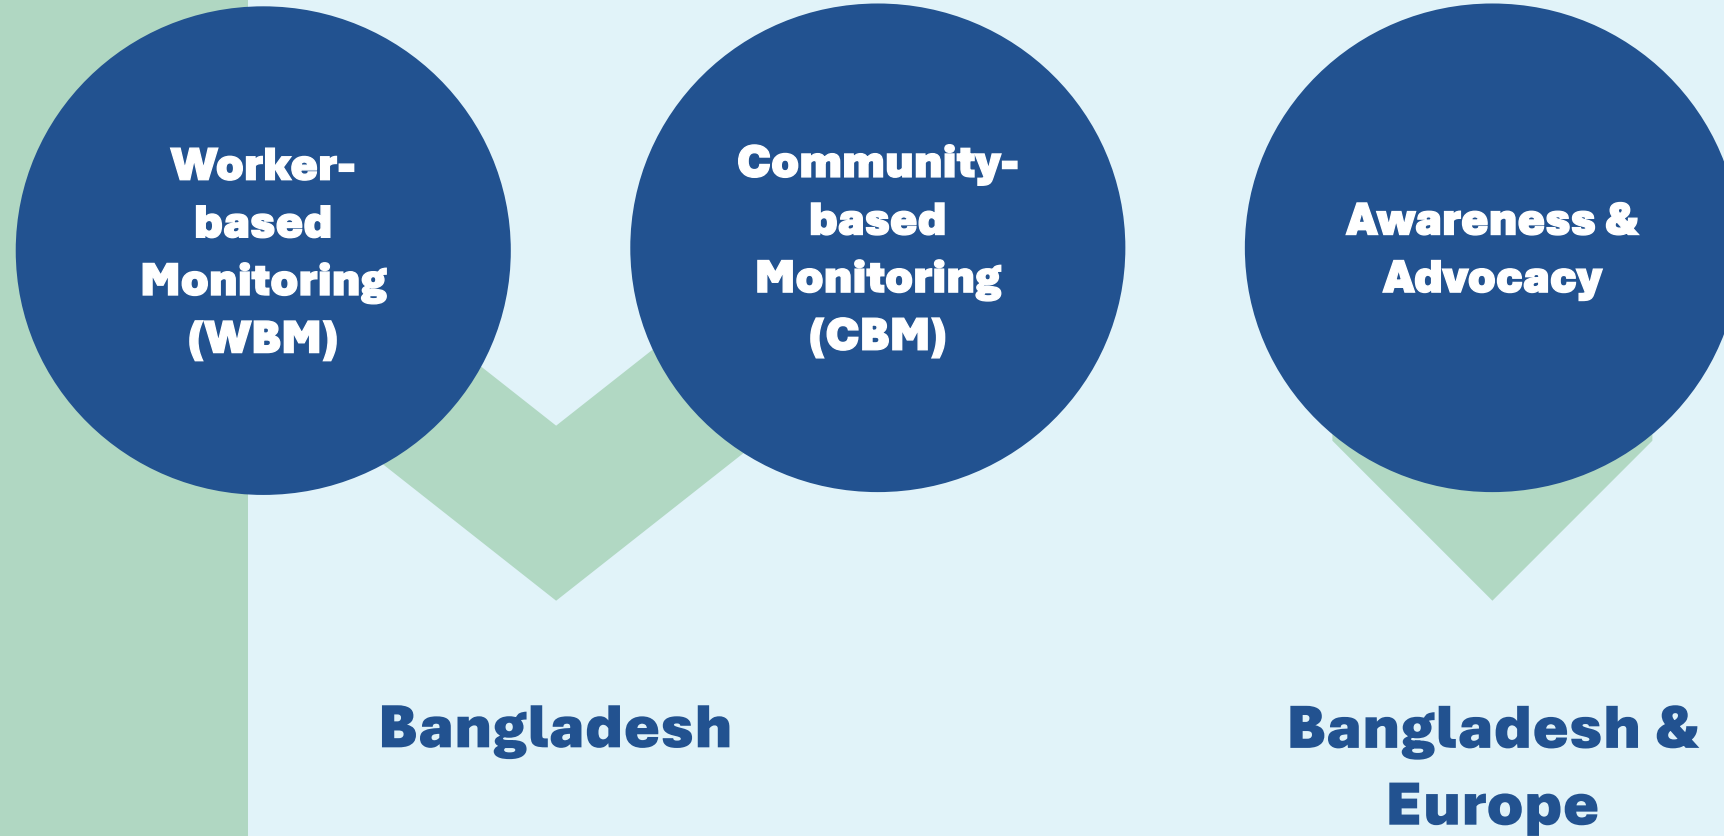 Worker-
based
Monitoring
(WBM)
Community-
based
Monitoring
(CBM)
Awareness &
Advocacy
Bangladesh
Bangladesh &
Europe